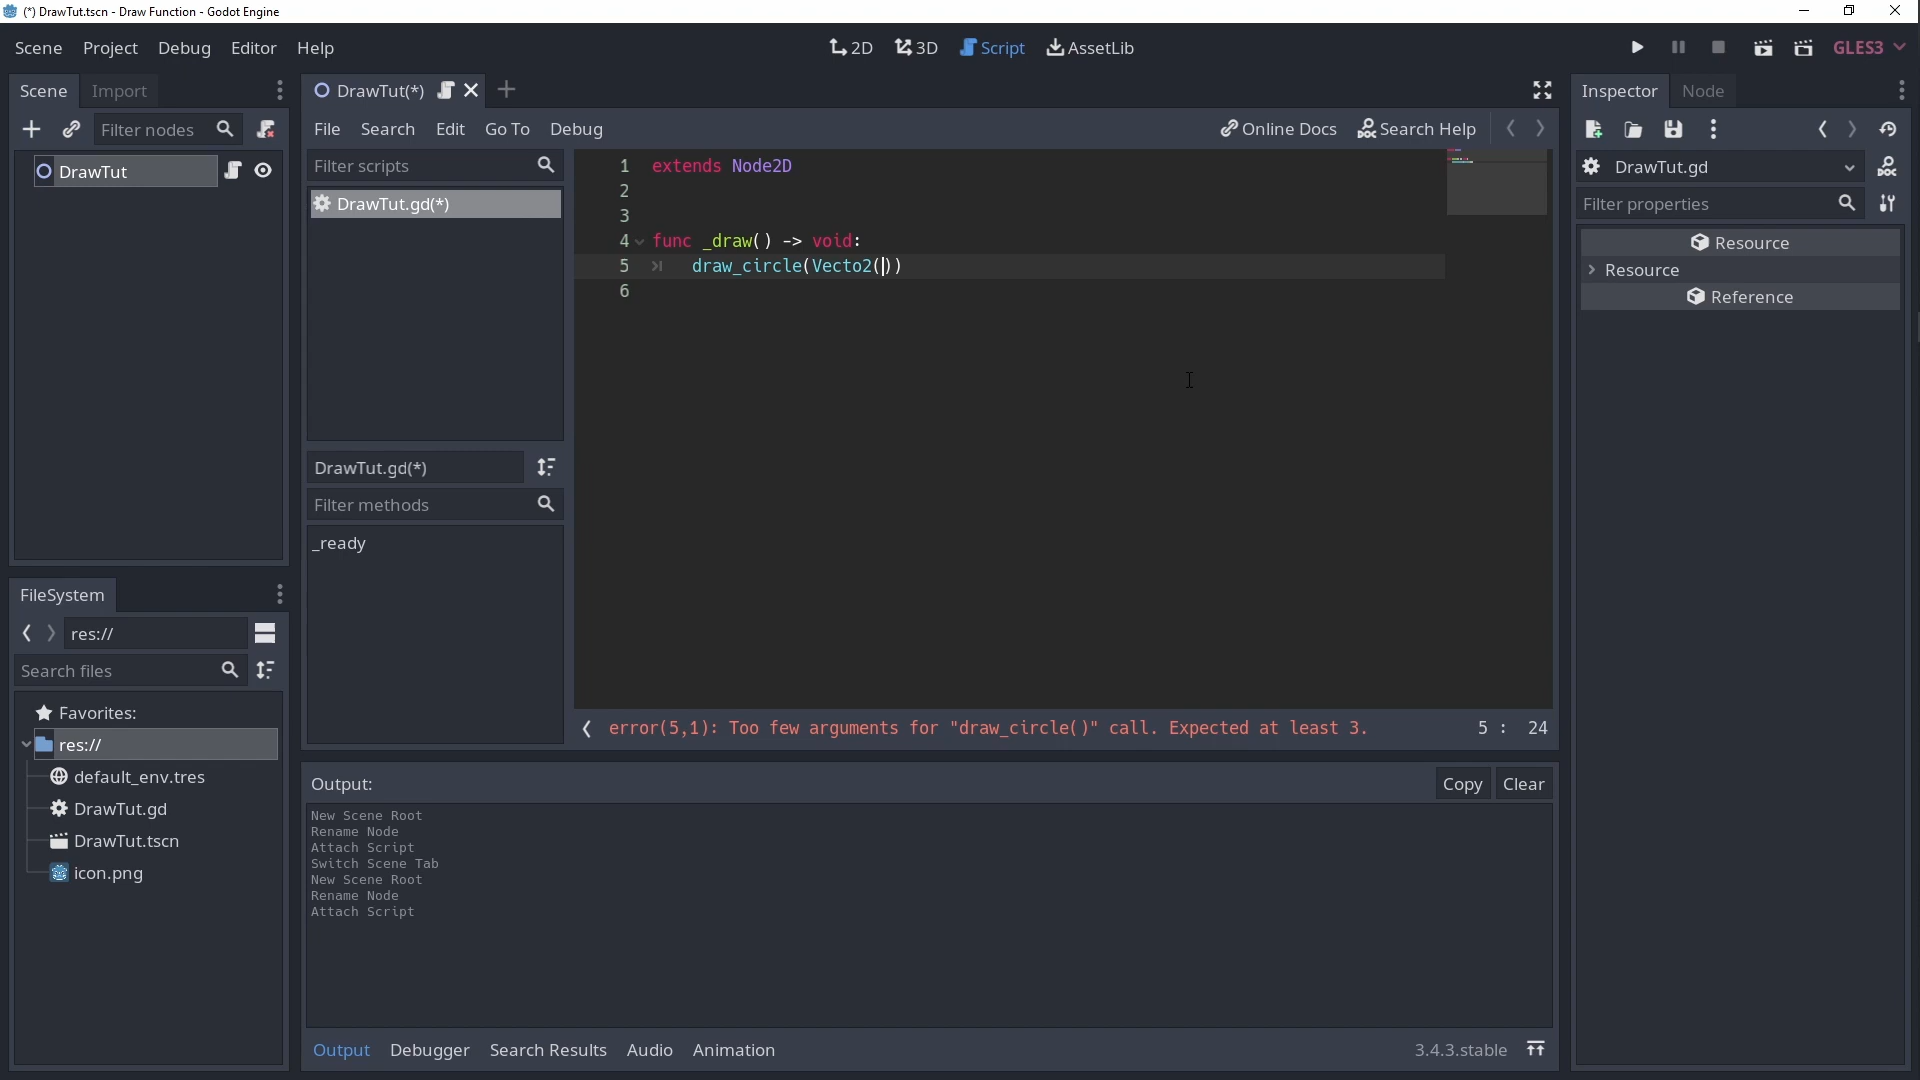 (*) DrawTut.tscn - Draw Function - Godot Engine
Scene Project Debug Editor Help
2D 3D Script AssetLib
GLES3
Scene Import
Filter nodes
DrawTut
DrawTut(*)
File Search Edit Go To Debug
Online Docs Search Help
Filter scripts
DrawTut.gd(*)
DrawTut.gd(*)
Filter methods
_ready
1 extends Node2D
2
3
4 func _draw() -> void:
5 draw_circle(Vecto2())
6
error(5,1): Too few arguments for "draw_circle()" call. Expected at least 3.
5 : 24
Inspector Node
DrawTut.gd
Filter properties
Resource
Resource
Reference
FileSystem
res://
Search files
Favorites:
res://
default_env.tres
DrawTut.gd
DrawTut.tscn
icon.png
Output:
Copy Clear
New Scene Root
Rename Node
Attach Script
Switch Scene Tab
New Scene Root
Rename Node
Attach Script
Output Debugger Search Results Audio Animation
3.4.3.stable